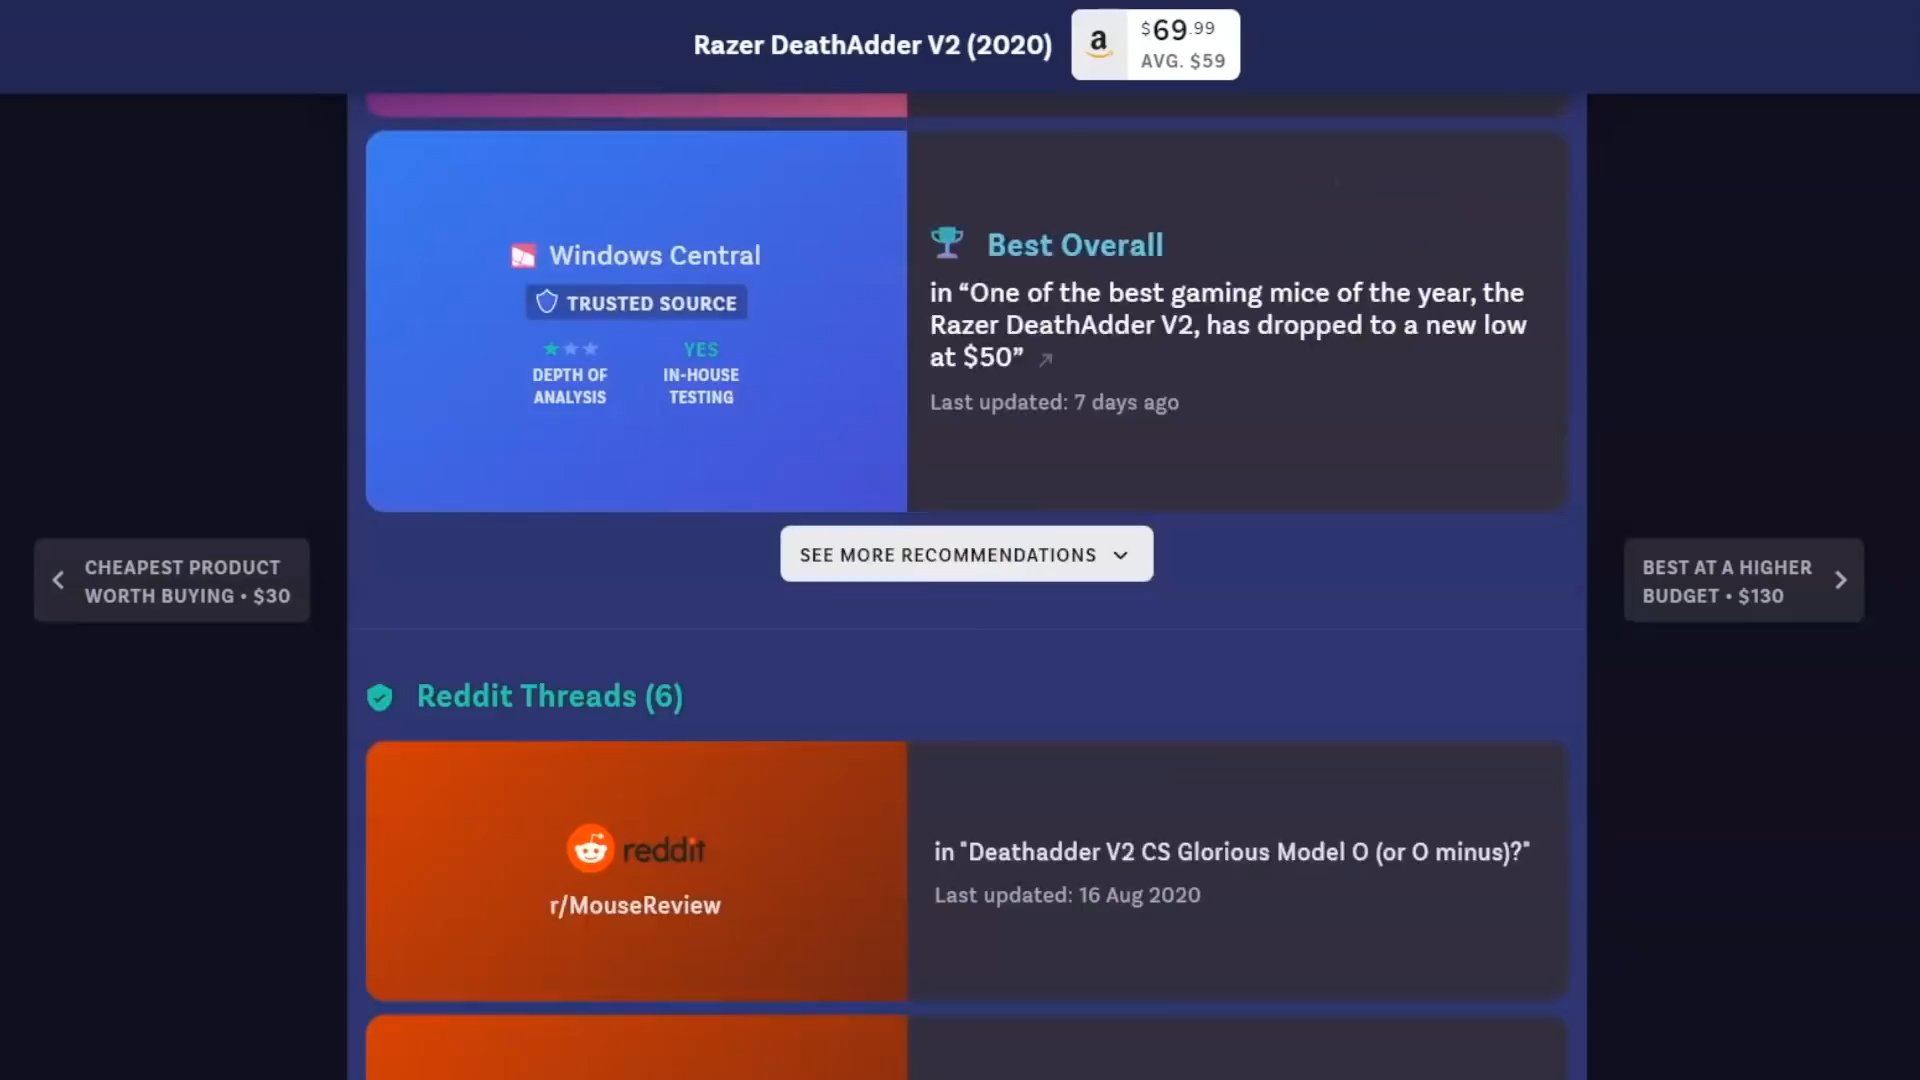 Razer DeathAdder V2 (2020)
a
$69.99
AVG. $59
Windows Central
TRUSTED SOURCE
DEPTH OF
ANALYSIS
YES
IN-HOUSE
TESTING
Best Overall
in “One of the best gaming mice of the year, the
Razer DeathAdder V2, has dropped to a new low
at $50”
Last updated: 7 days ago
SEE MORE RECOMMENDATIONS
CHEAPEST PRODUCT
WORTH BUYING • $30
BEST AT A HIGHER
BUDGET • $130
Reddit Threads (6)
reddit
r/MouseReview
in "Deathadder V2 CS Glorious Model O (or O minus)?"
Last updated: 16 Aug 2020